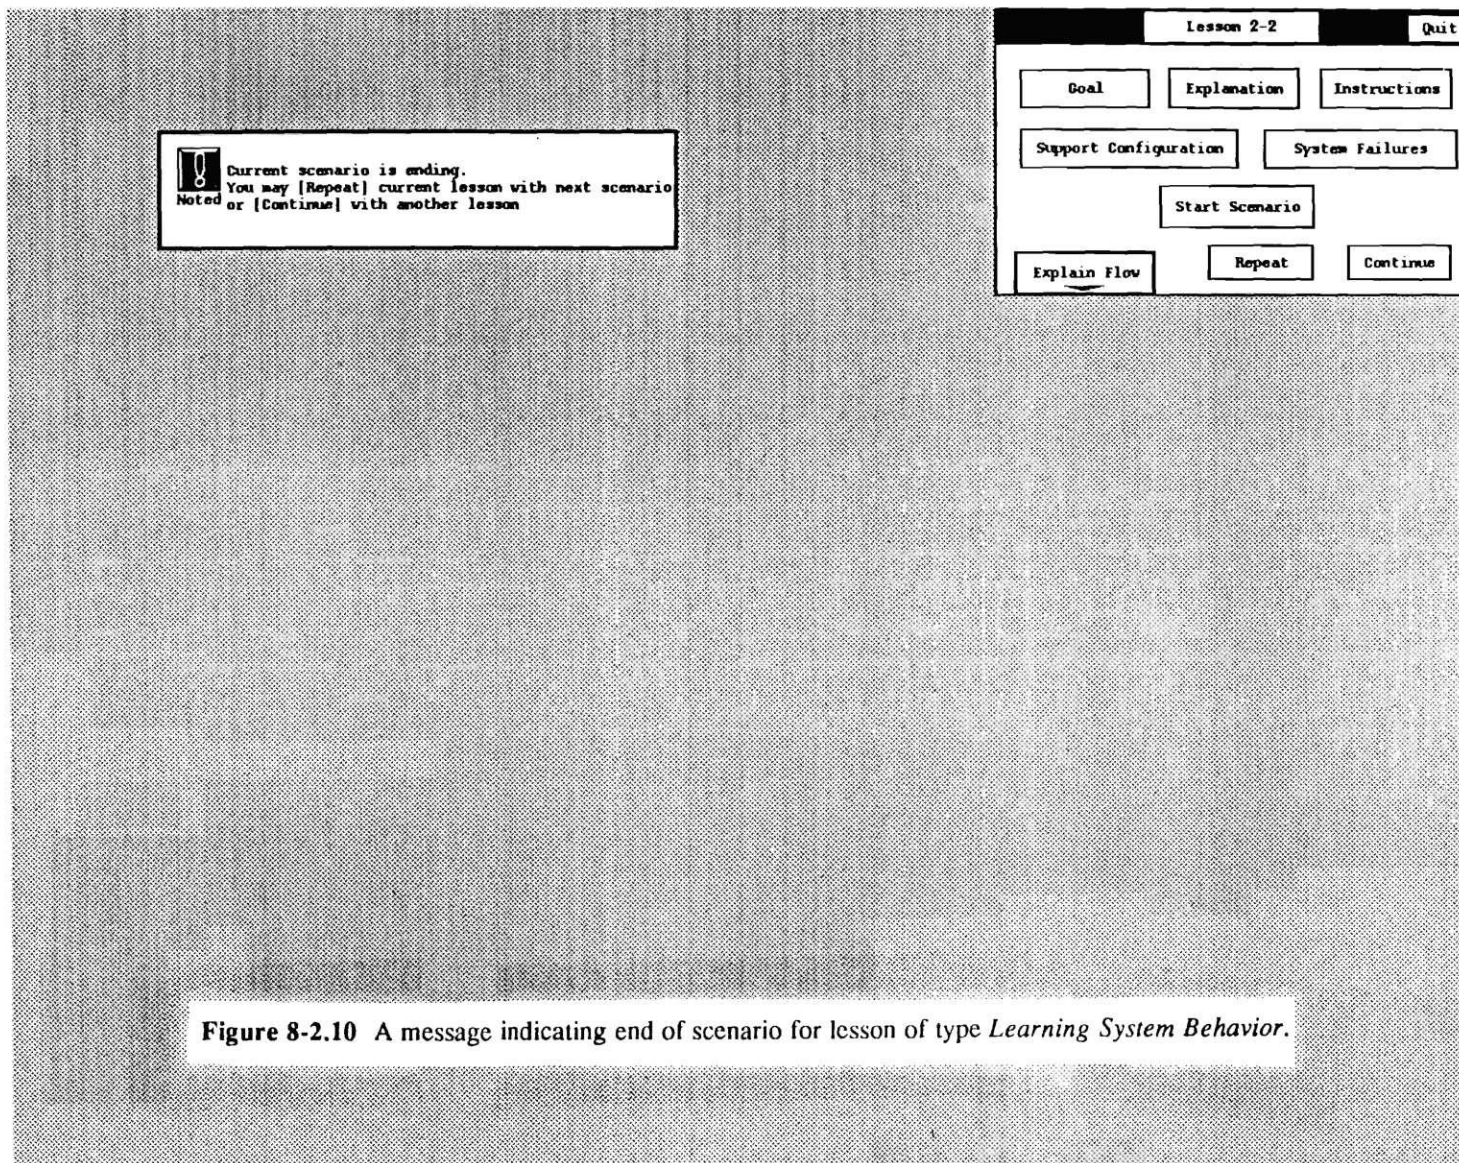 Lesson 2-2 Quit
Goal Explanation Instructions
Support Configuration System Failures
Start Scenario
Explain Flow Repeat Continue
Current scenario is ending.
You may [Repeat] current lesson with next scenario
Noted or [Continue] with another lesson
Figure 8-2.10 A message indicating end of scenario for lesson of type Learning System Behavior.